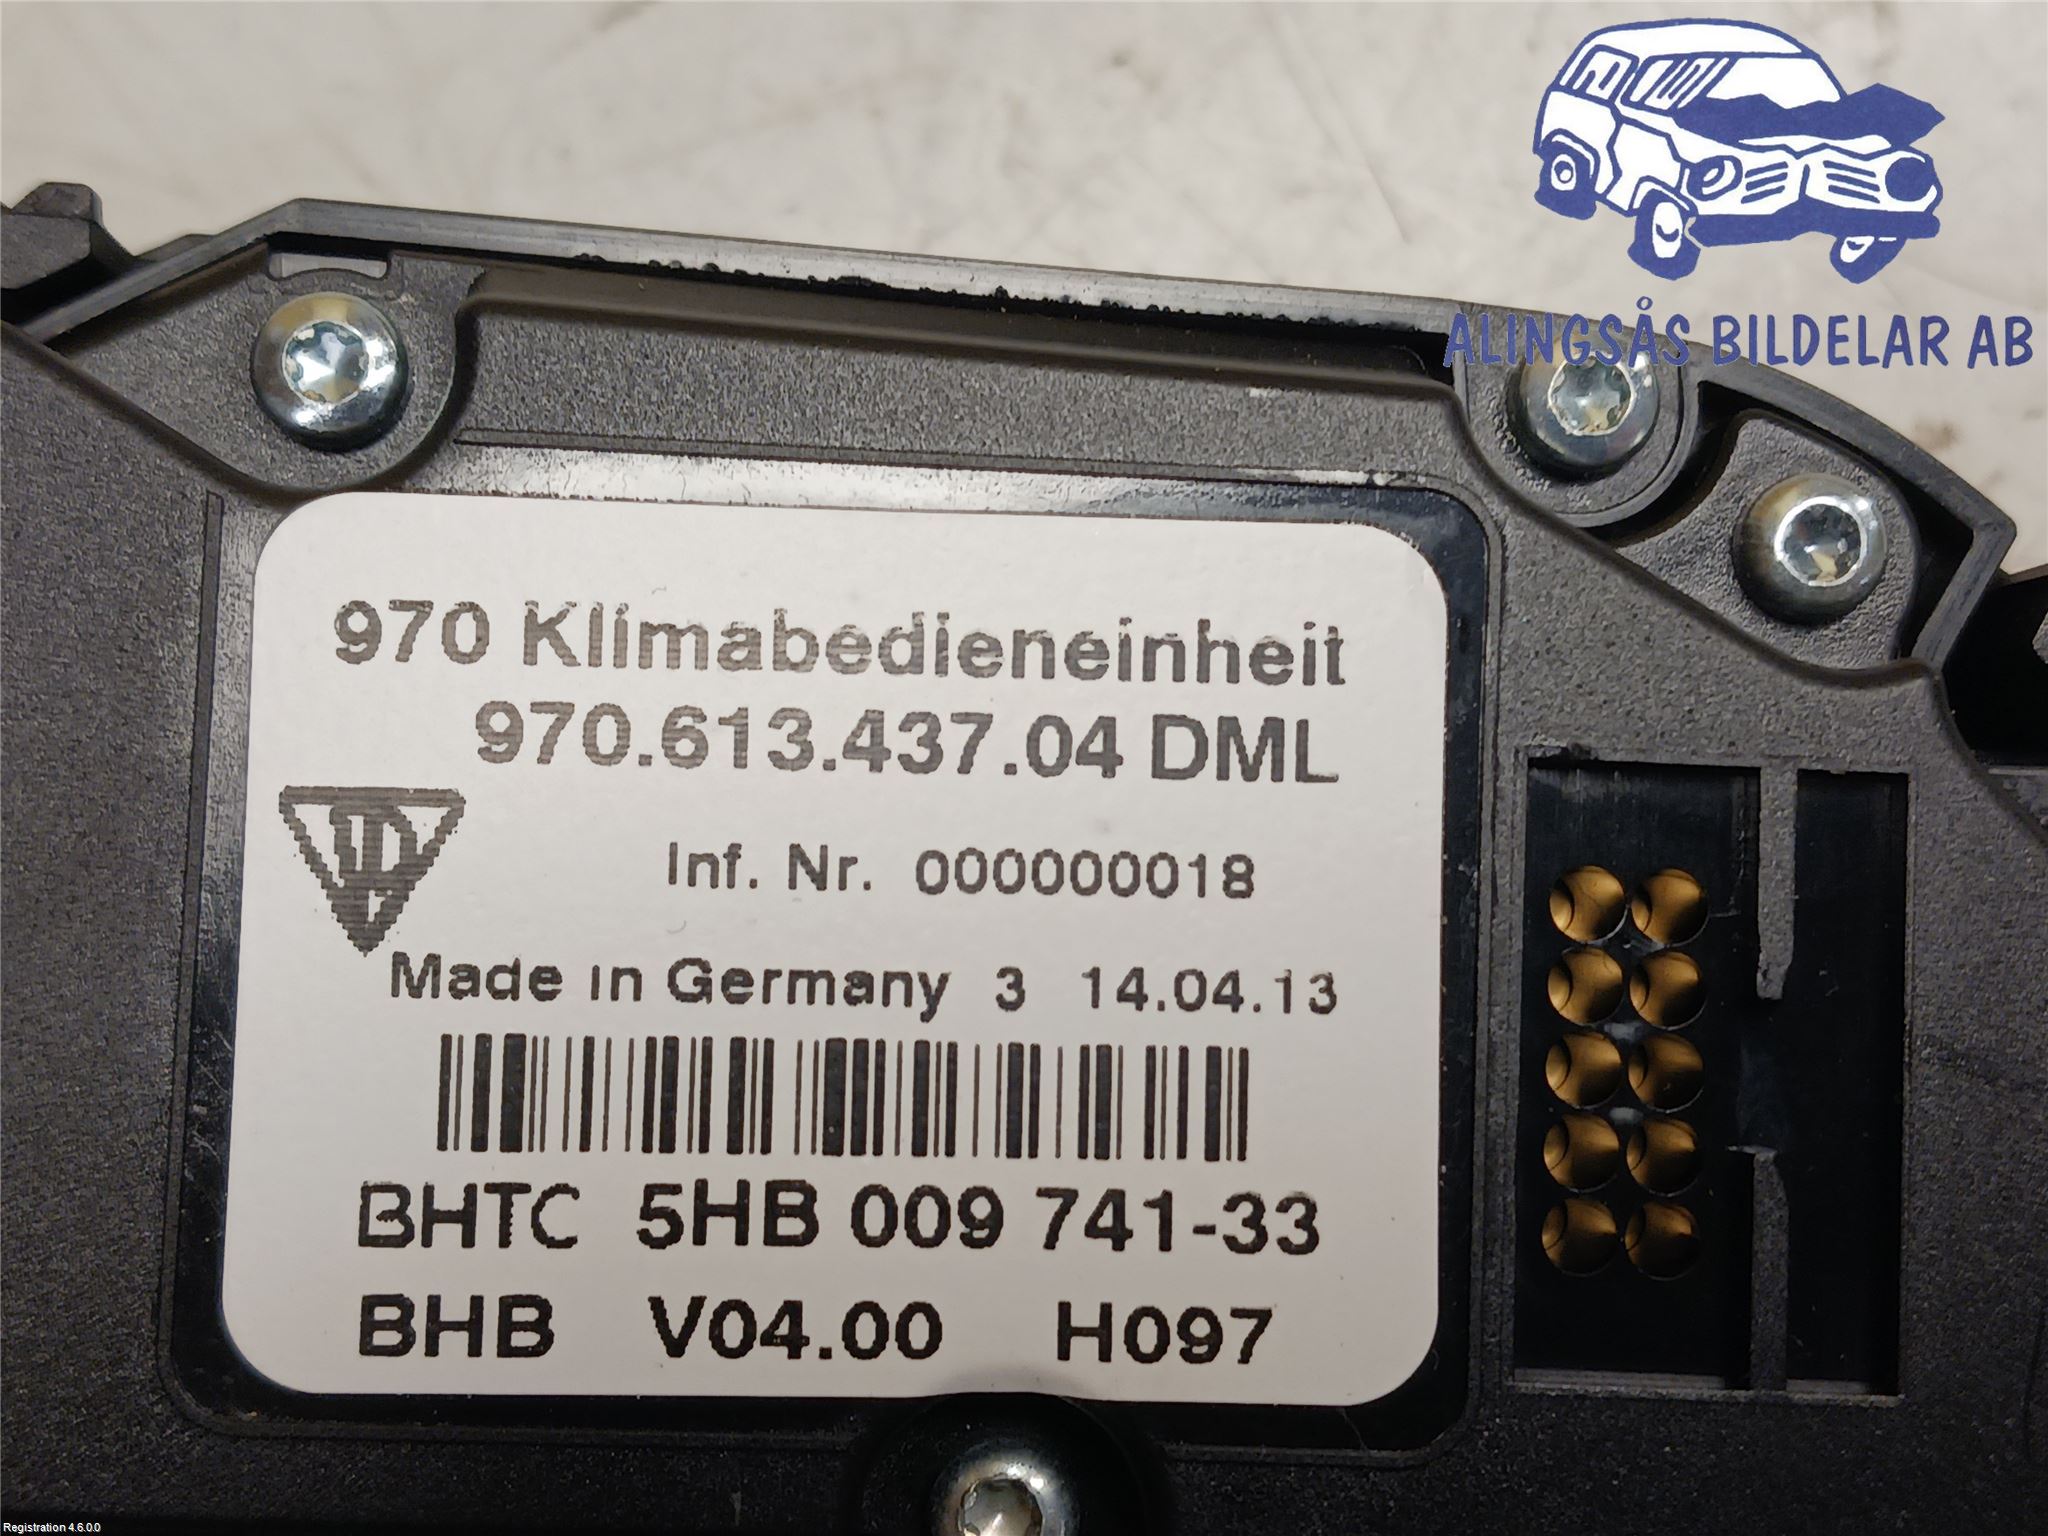 ALINGSÅS BILDELAR AB
970 Klimabedieneinheit
970.613.437.04 DML
Inf. Nr. 000000018
Made in Germany 3 14.04.13
BHTC 5HB 009 741-33
BHB V04.00 H097
Registration 4.6.0.0